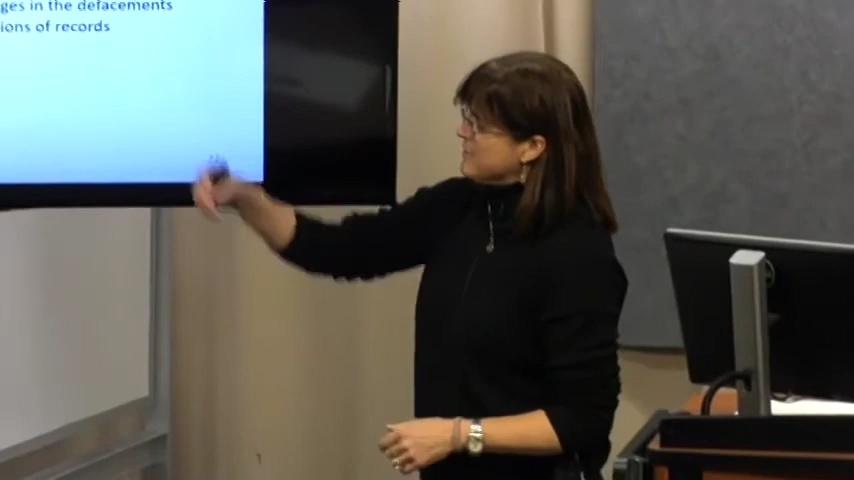 ges in the defacements
ions of records